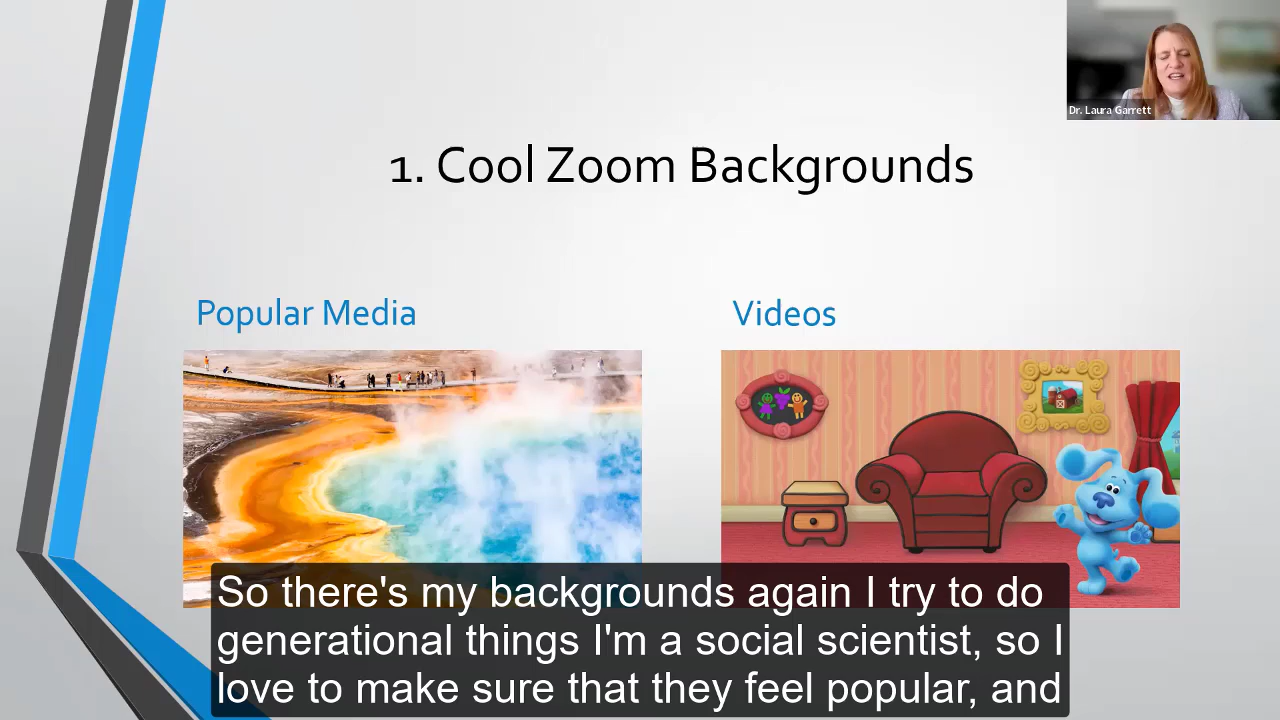 Dr. Laura Garrett
1. Cool Zoom Backgrounds
Popular Media
Videos
So there's my backgrounds again I try to do
generational things I'm a social scientist, so I
love to make sure that they feel popular, and